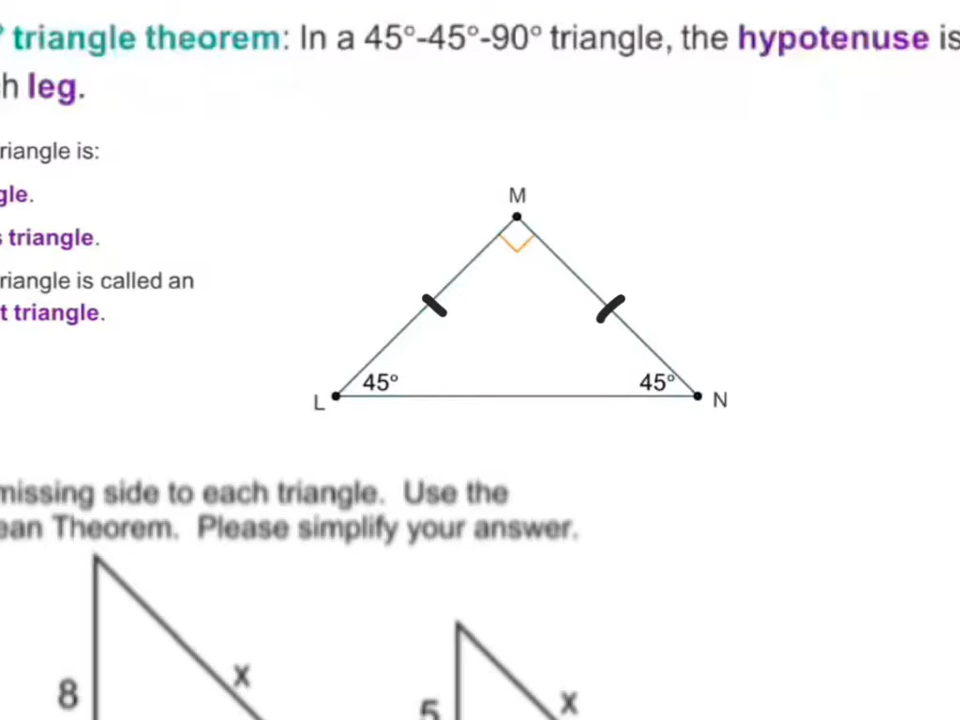 triangle theorem: In a 45°-45°-90° triangle, the hypotenuse is
h leg.
riangle is:
gle.
s triangle.
riangle is called an
t triangle.
M
45°
45°
L
N
missing side to each triangle. Use the
ean Theorem. Please simplify your answer.
8
x
5
x